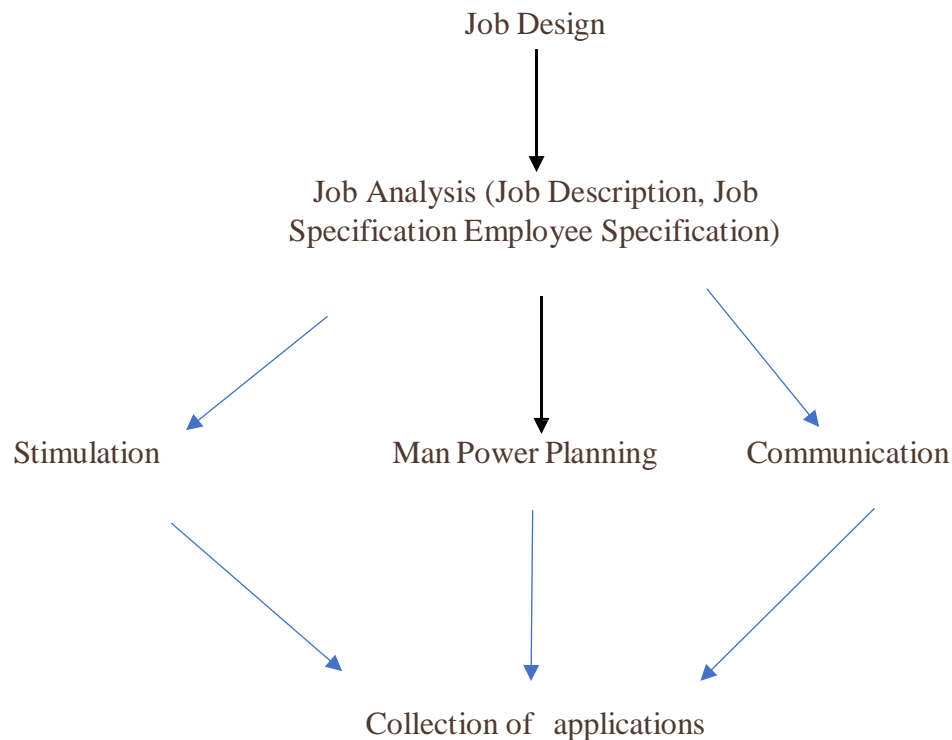 Job Design
Job Analysis (Job Description, Job
Specification Employee Specification)
Stimulation
Man Power Planning
Communication
Collection of applications